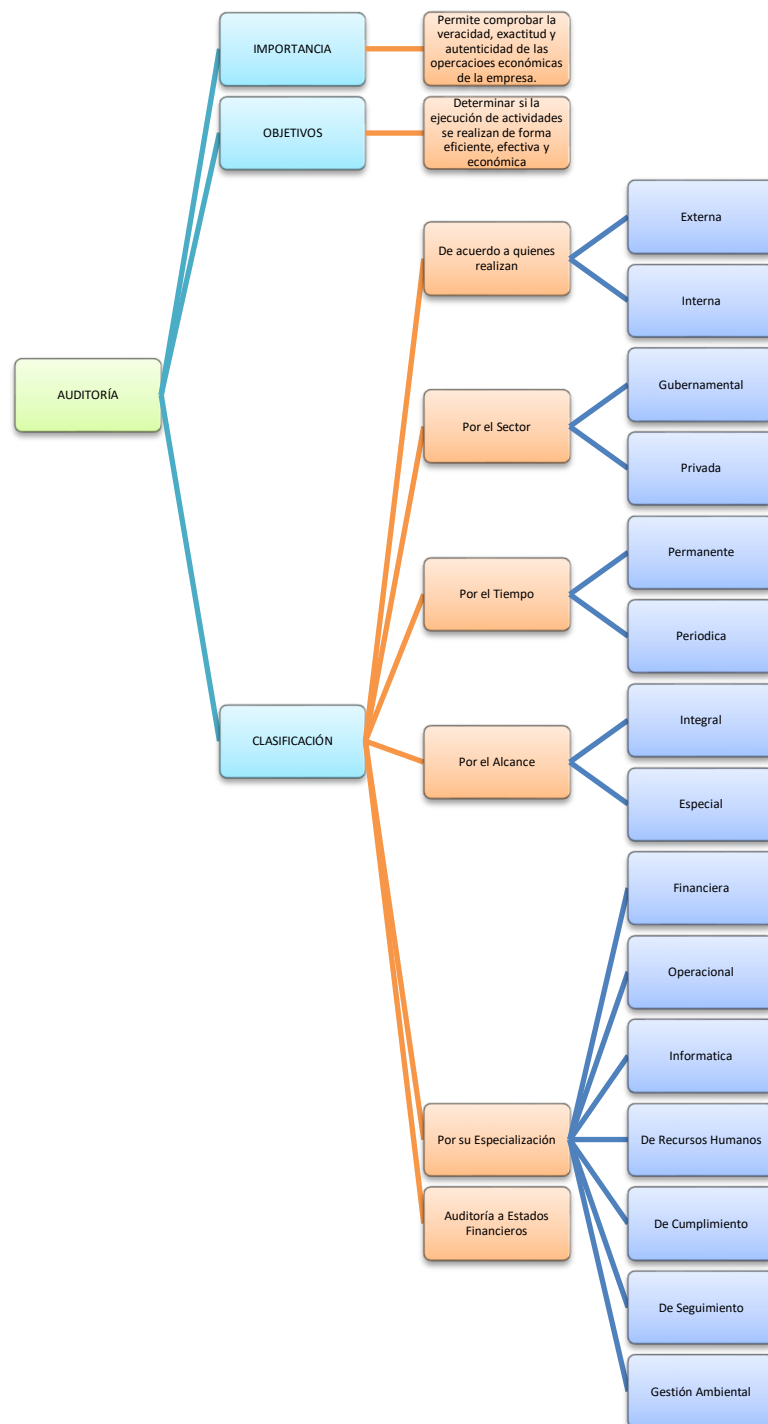 IMPORTANCIA
Permite comprobar la
veracidad, exactitud y
autenticidad de las
opercacioes económicas
de la empresa.
OBJETIVOS
Determinar si la
ejecución de actividades
se realizan de forma
eficiente, efectiva y
económica
De acuerdo a quienes
realizan
Externa
Interna
AUDITORÍA
Por el Sector
Gubernamental
Privada
Por el Tiempo
Permanente
Periodica
CLASIFICACIÓN
Por el Alcance
Integral
Especial
Por su Especialización
Financiera
Operacional
Informatica
De Recursos Humanos
De Cumplimiento
De Seguimiento
Gestión Ambiental
Auditoría a Estados
Financieros